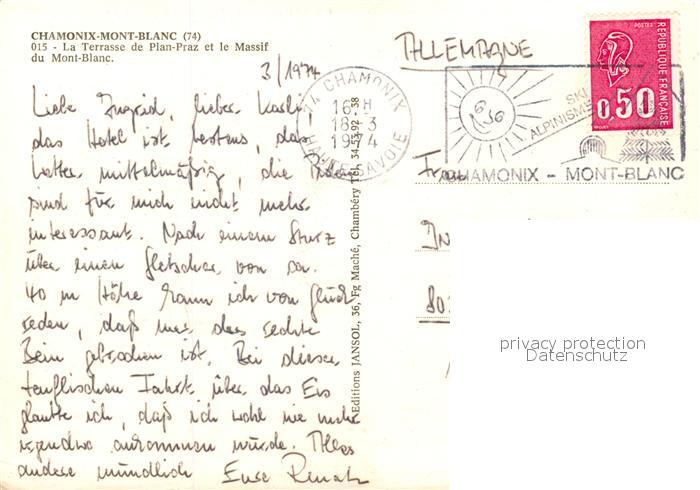 CHAMONIX-MONT-BLANC (74)
015 - La Terrasse de Plan-Praz et le Massif
du Mont-Blanc.
3/1974
Liebe Ingrid, lieber Karli,
das Hotel ist bestens, das
Wetter mittelmäßig, die Pisten
sind für mich nicht mehr
interessant. Nach einem Sturz
über einen Gletscher von ca.
40 m Höhe kann ich von Glück
reden, daß nur das rechte
Bein gebrochen ist. Bei dieser
teuflischen Fahrt über das Eis
glaubte ich, daß ich wohl nie mehr
irgendwo ankommen würde. Alles
andere mündlich Eure Renate
Editions JANSOL, 36, Fg Maché, Chambéry Tél. 34-53-92 - 38
ALLEMAGNE
74 CHAMONIX
16 H
18-3
1974
HAUTE-SAVOIE
SKI
ALPINISME
CHAMONIX - MONT-BLANC
POSTES
REPUBLIQUE FRANÇAISE
0,50
privacy protection
Datenschutz